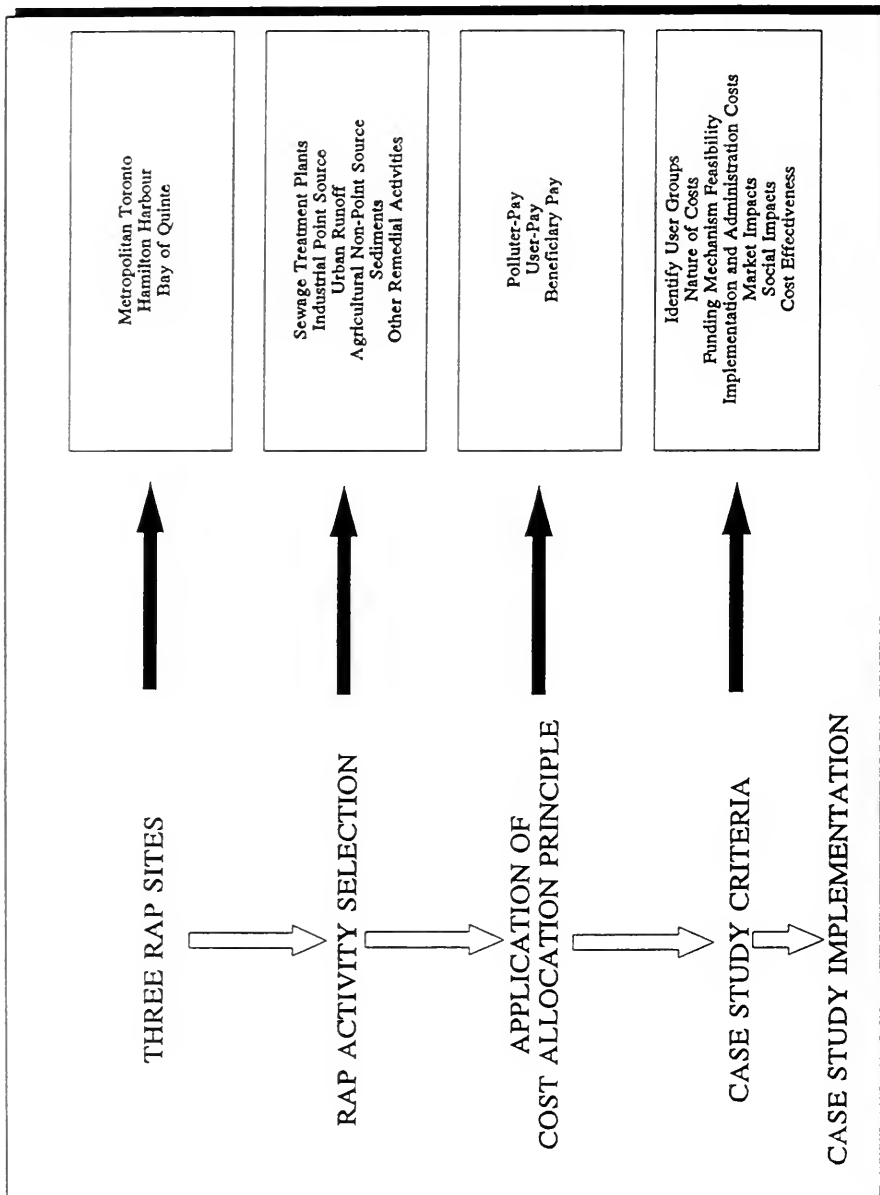 THREE RAP SITES
Metropolitan Toronto
Hamilton Harbour
Bay of Quinte
RAP ACTIVITY SELECTION
Sewage Treatment Plants
Industrial Point Source
Urban Runoff
Agricultural Non-Point Source
Sediments
Other Remedial Activities
APPLICATION OF
COST ALLOCATION PRINCIPLE
Polluter-Pay
User-Pay
Beneficiary Pay
CASE STUDY CRITERIA
Identify User Groups
Nature of Costs
Funding Mechanism Feasibility
Implementation and Administration Costs
Market Impacts
Social Impacts
Cost Effectiveness
CASE STUDY IMPLEMENTATION